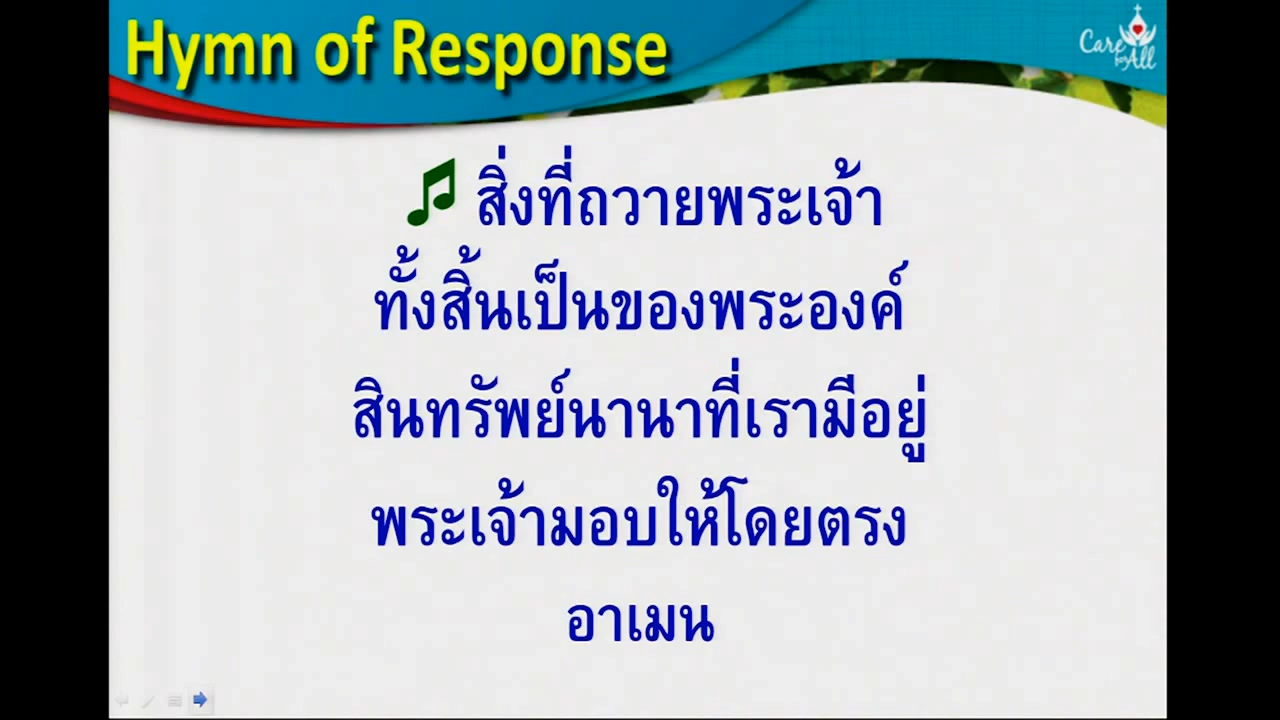 Hymn of Response
Care
for All
♫ สิ่งที่ถวายพระเจ้า
ทั้งสิ้นเป็นของพระองค์
สินทรัพย์นานาที่เรามีอยู่
พระเจ้ามอบให้โดยตรง
อาเมน